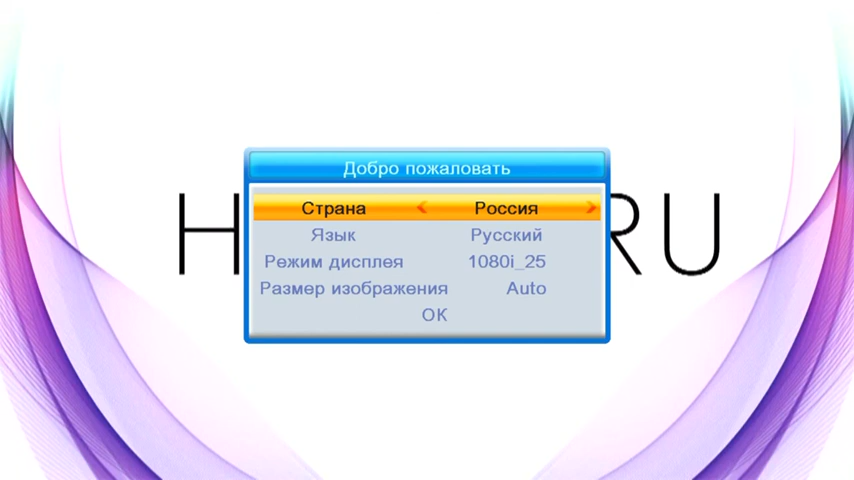 Добро пожаловать
Страна Россия
Язык Русский
Режим дисплея 1080i_25
Размер изображения Auto
OK
H RU